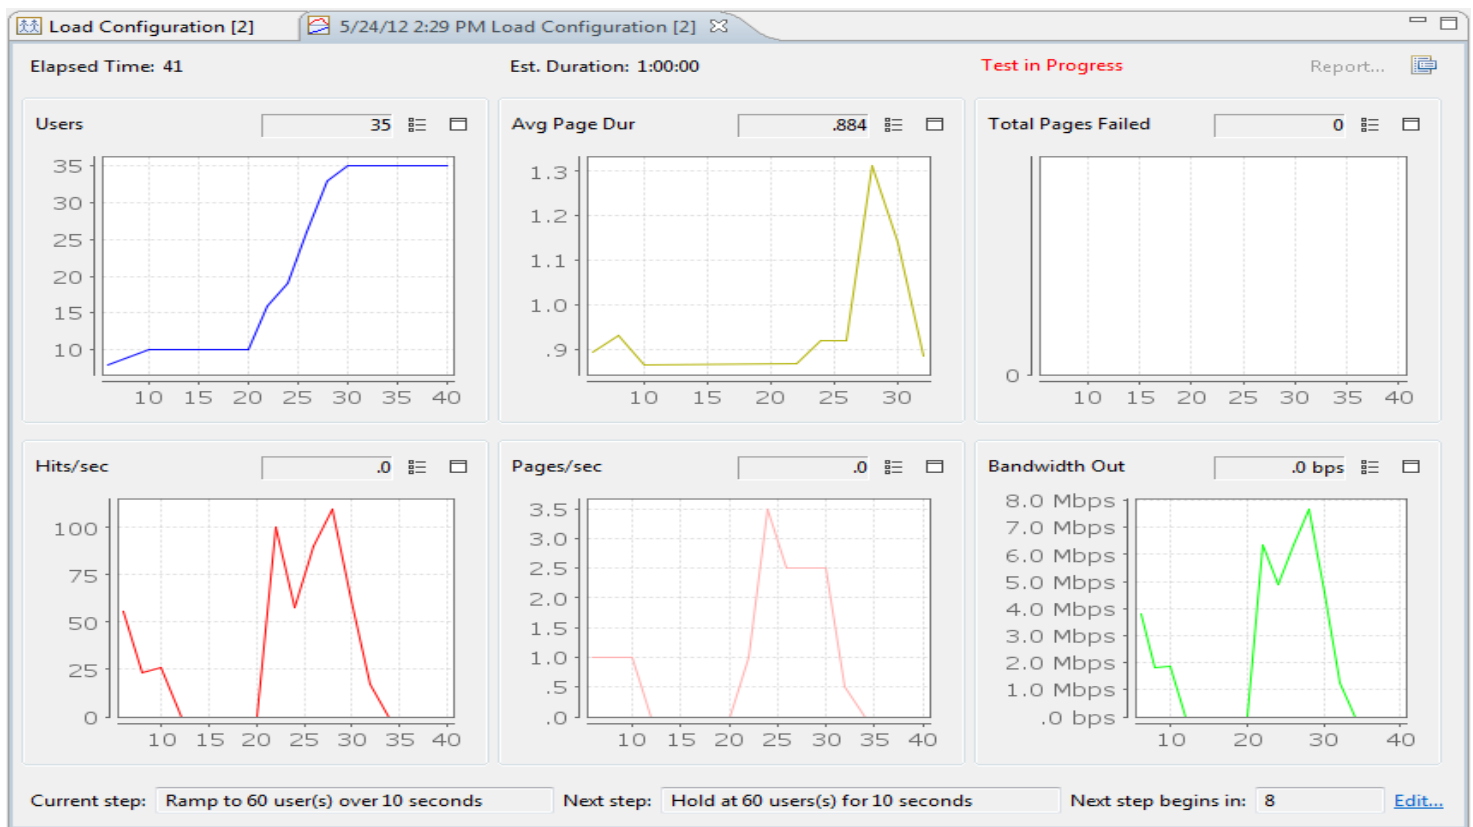 Load Configuration [2]
5/24/12 2:29 PM Load Configuration [2]
Elapsed Time: 41
Est. Duration: 1:00:00
Test in Progress
Report...
Users
35
35
30
25
20
15
10
10 15 20 25 30 35 40
Avg Page Dur
.884
1.3
1.2
1.1
1.0
.9
10 15 20 25 30
Total Pages Failed
0
0
10 15 20 25 30 35 40
Hits/sec
.0
100
75
50
25
0
10 15 20 25 30 35 40
Pages/sec
.0
3.5
3.0
2.5
2.0
1.5
1.0
.5
.0
10 15 20 25 30 35 40
Bandwidth Out
.0 bps
8.0 Mbps
7.0 Mbps
6.0 Mbps
5.0 Mbps
4.0 Mbps
3.0 Mbps
2.0 Mbps
1.0 Mbps
.0 bps
10 20 30 40
Current step: Ramp to 60 user(s) over 10 seconds
Next step: Hold at 60 users(s) for 10 seconds
Next step begins in: 8
Edit...